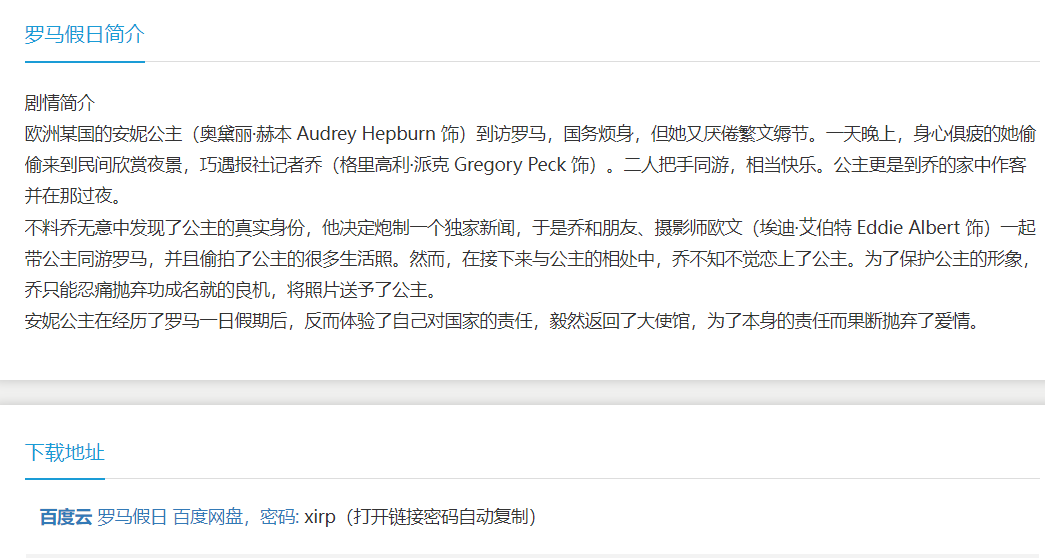 罗马假日简介
剧情简介
欧洲某国的安妮公主（奥黛丽·赫本 Audrey Hepburn 饰）到访罗马，国务烦身，但她又厌倦繁文缛节。一天晚上，身心俱疲的她偷
偷来到民间欣赏夜景，巧遇报社记者乔（格里高利·派克 Gregory Peck 饰）。二人把手同游，相当快乐。公主更是到乔的家中作客
并在那过夜。
不料乔无意中发现了公主的真实身份，他决定炮制一个独家新闻，于是乔和朋友、摄影师欧文（埃迪·艾伯特 Eddie Albert 饰）一起
带公主同游罗马，并且偷拍了公主的很多生活照。然而，在接下来与公主的相处中，乔不知不觉恋上了公主。为了保护公主的形象，
乔只能忍痛抛弃功成名就的良机，将照片送予了公主。
安妮公主在经历了罗马一日假期后，反而体验了自己对国家的责任，毅然返回了大使馆，为了本身的责任而果断抛弃了爱情。
下载地址
百度云 罗马假日 百度网盘，密码: xirp（打开链接密码自动复制）